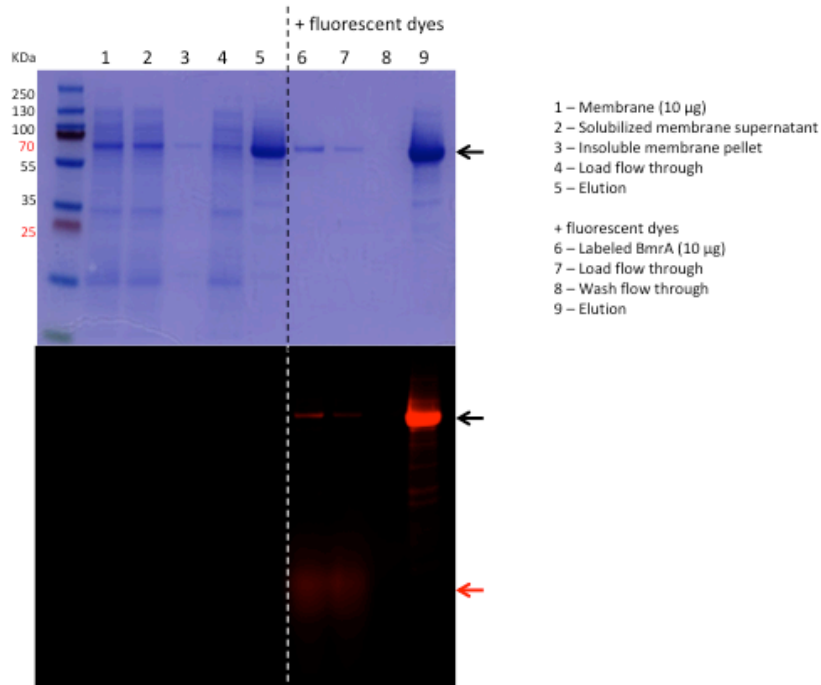 + fluorescent dyes
KDa 1 2 3 4 5 6 7 8 9
250
130
100
70
55
35
25
1 – Membrane (10 µg)
2 – Solubilized membrane supernatant
3 – Insoluble membrane pellet
4 – Load flow through
5 – Elution
+ fluorescent dyes
6 – Labeled BmrA (10 µg)
7 – Load flow through
8 – Wash flow through
9 – Elution